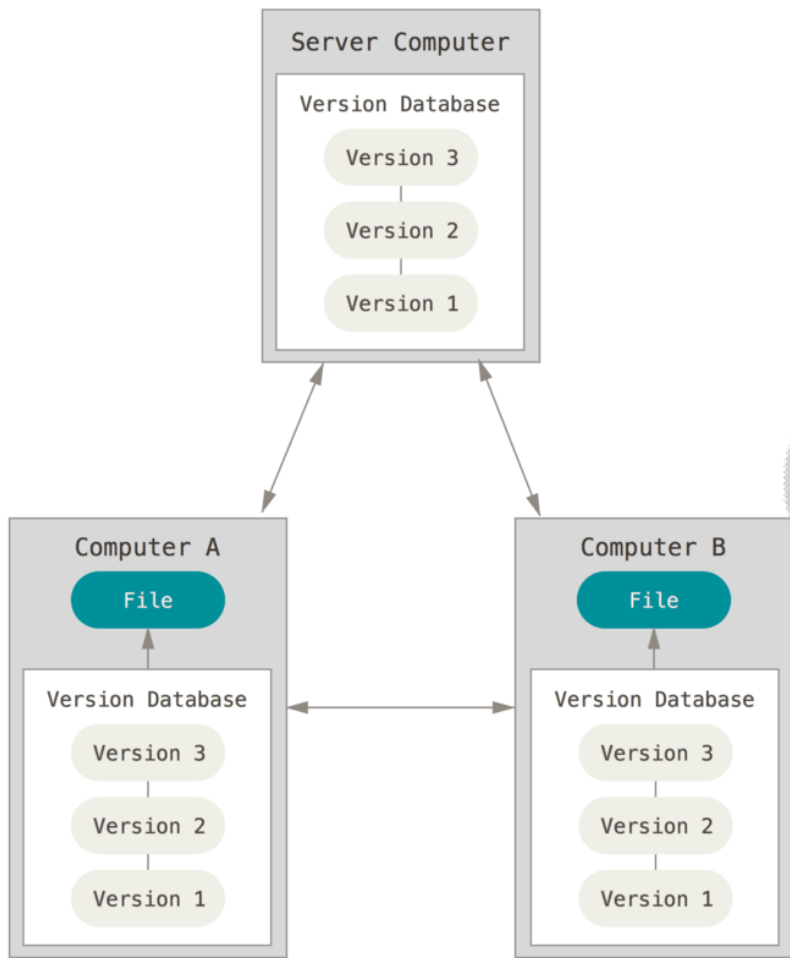 Server Computer
Version Database
Version 3
Version 2
Version 1
Computer A
File
Version Database
Version 3
Version 2
Version 1
Computer B
File
Version Database
Version 3
Version 2
Version 1